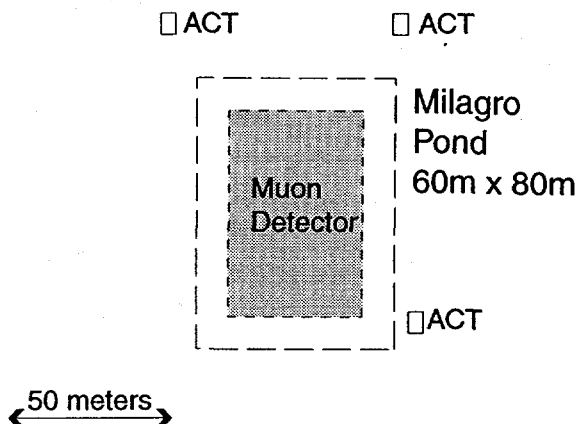 ACT
ACT
Milagro
Pond
60m x 80m
Muon
Detector
ACT
50 meters